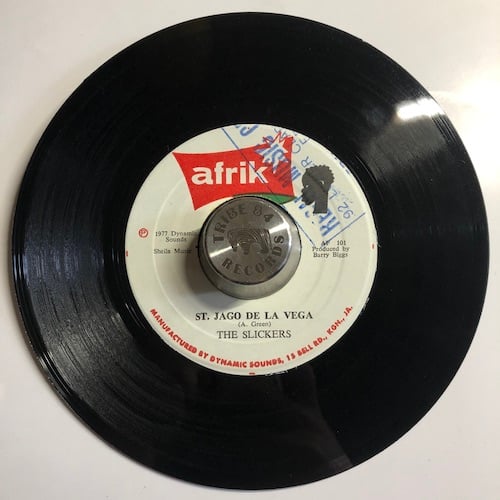 afrik
TRIBE 84
RECORDS
℗ 1977 Dynamic
Sounds
Sheila Music
AF 101
Produced by
Barry Biggs
ST. JAGO DE LA VEGA
(A. Green)
THE SLICKERS
MANUFACTURED BY DYNAMIC SOUNDS, 15 BELL RD., KGN., JA.